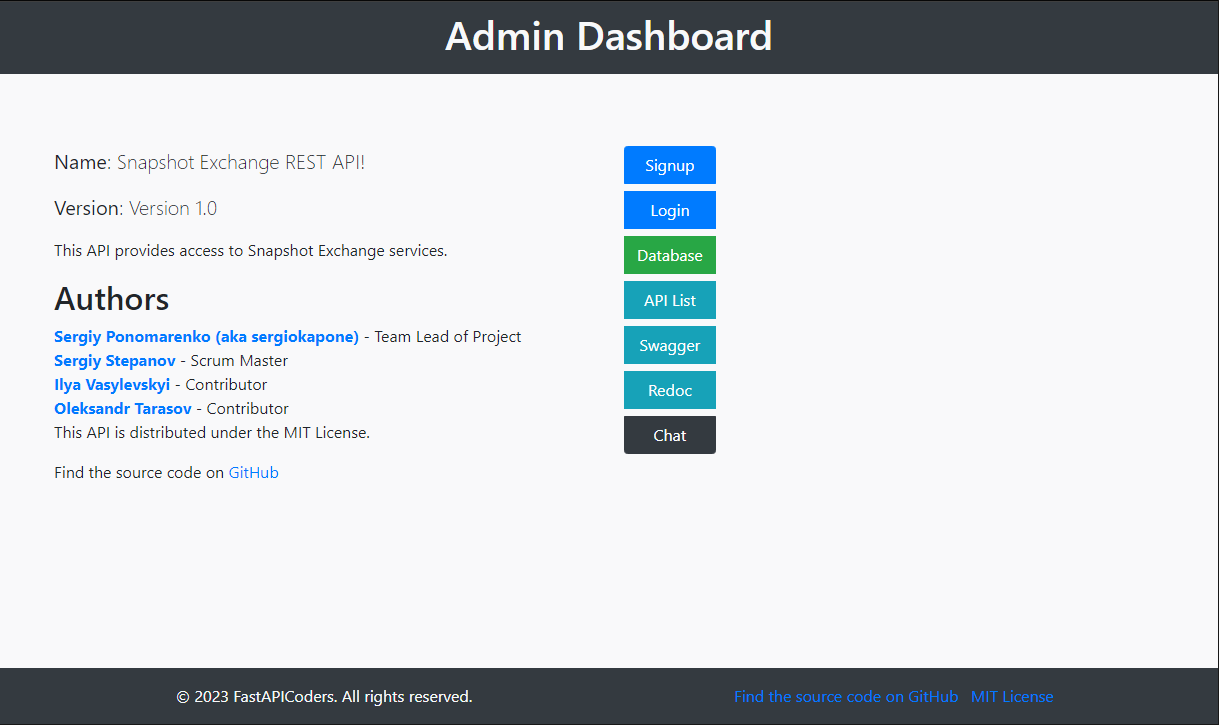 Admin Dashboard
Name: Snapshot Exchange REST API!
Version: Version 1.0
This API provides access to Snapshot Exchange services.
Authors
Sergiy Ponomarenko (aka sergiokapone) - Team Lead of Project
Sergiy Stepanov - Scrum Master
Ilya Vasylevskyi - Contributor
Oleksandr Tarasov - Contributor
This API is distributed under the MIT License.
Find the source code on GitHub
Signup
Login
Database
API List
Swagger
Redoc
Chat
© 2023 FastAPICoders. All rights reserved.
Find the source code on GitHub MIT License